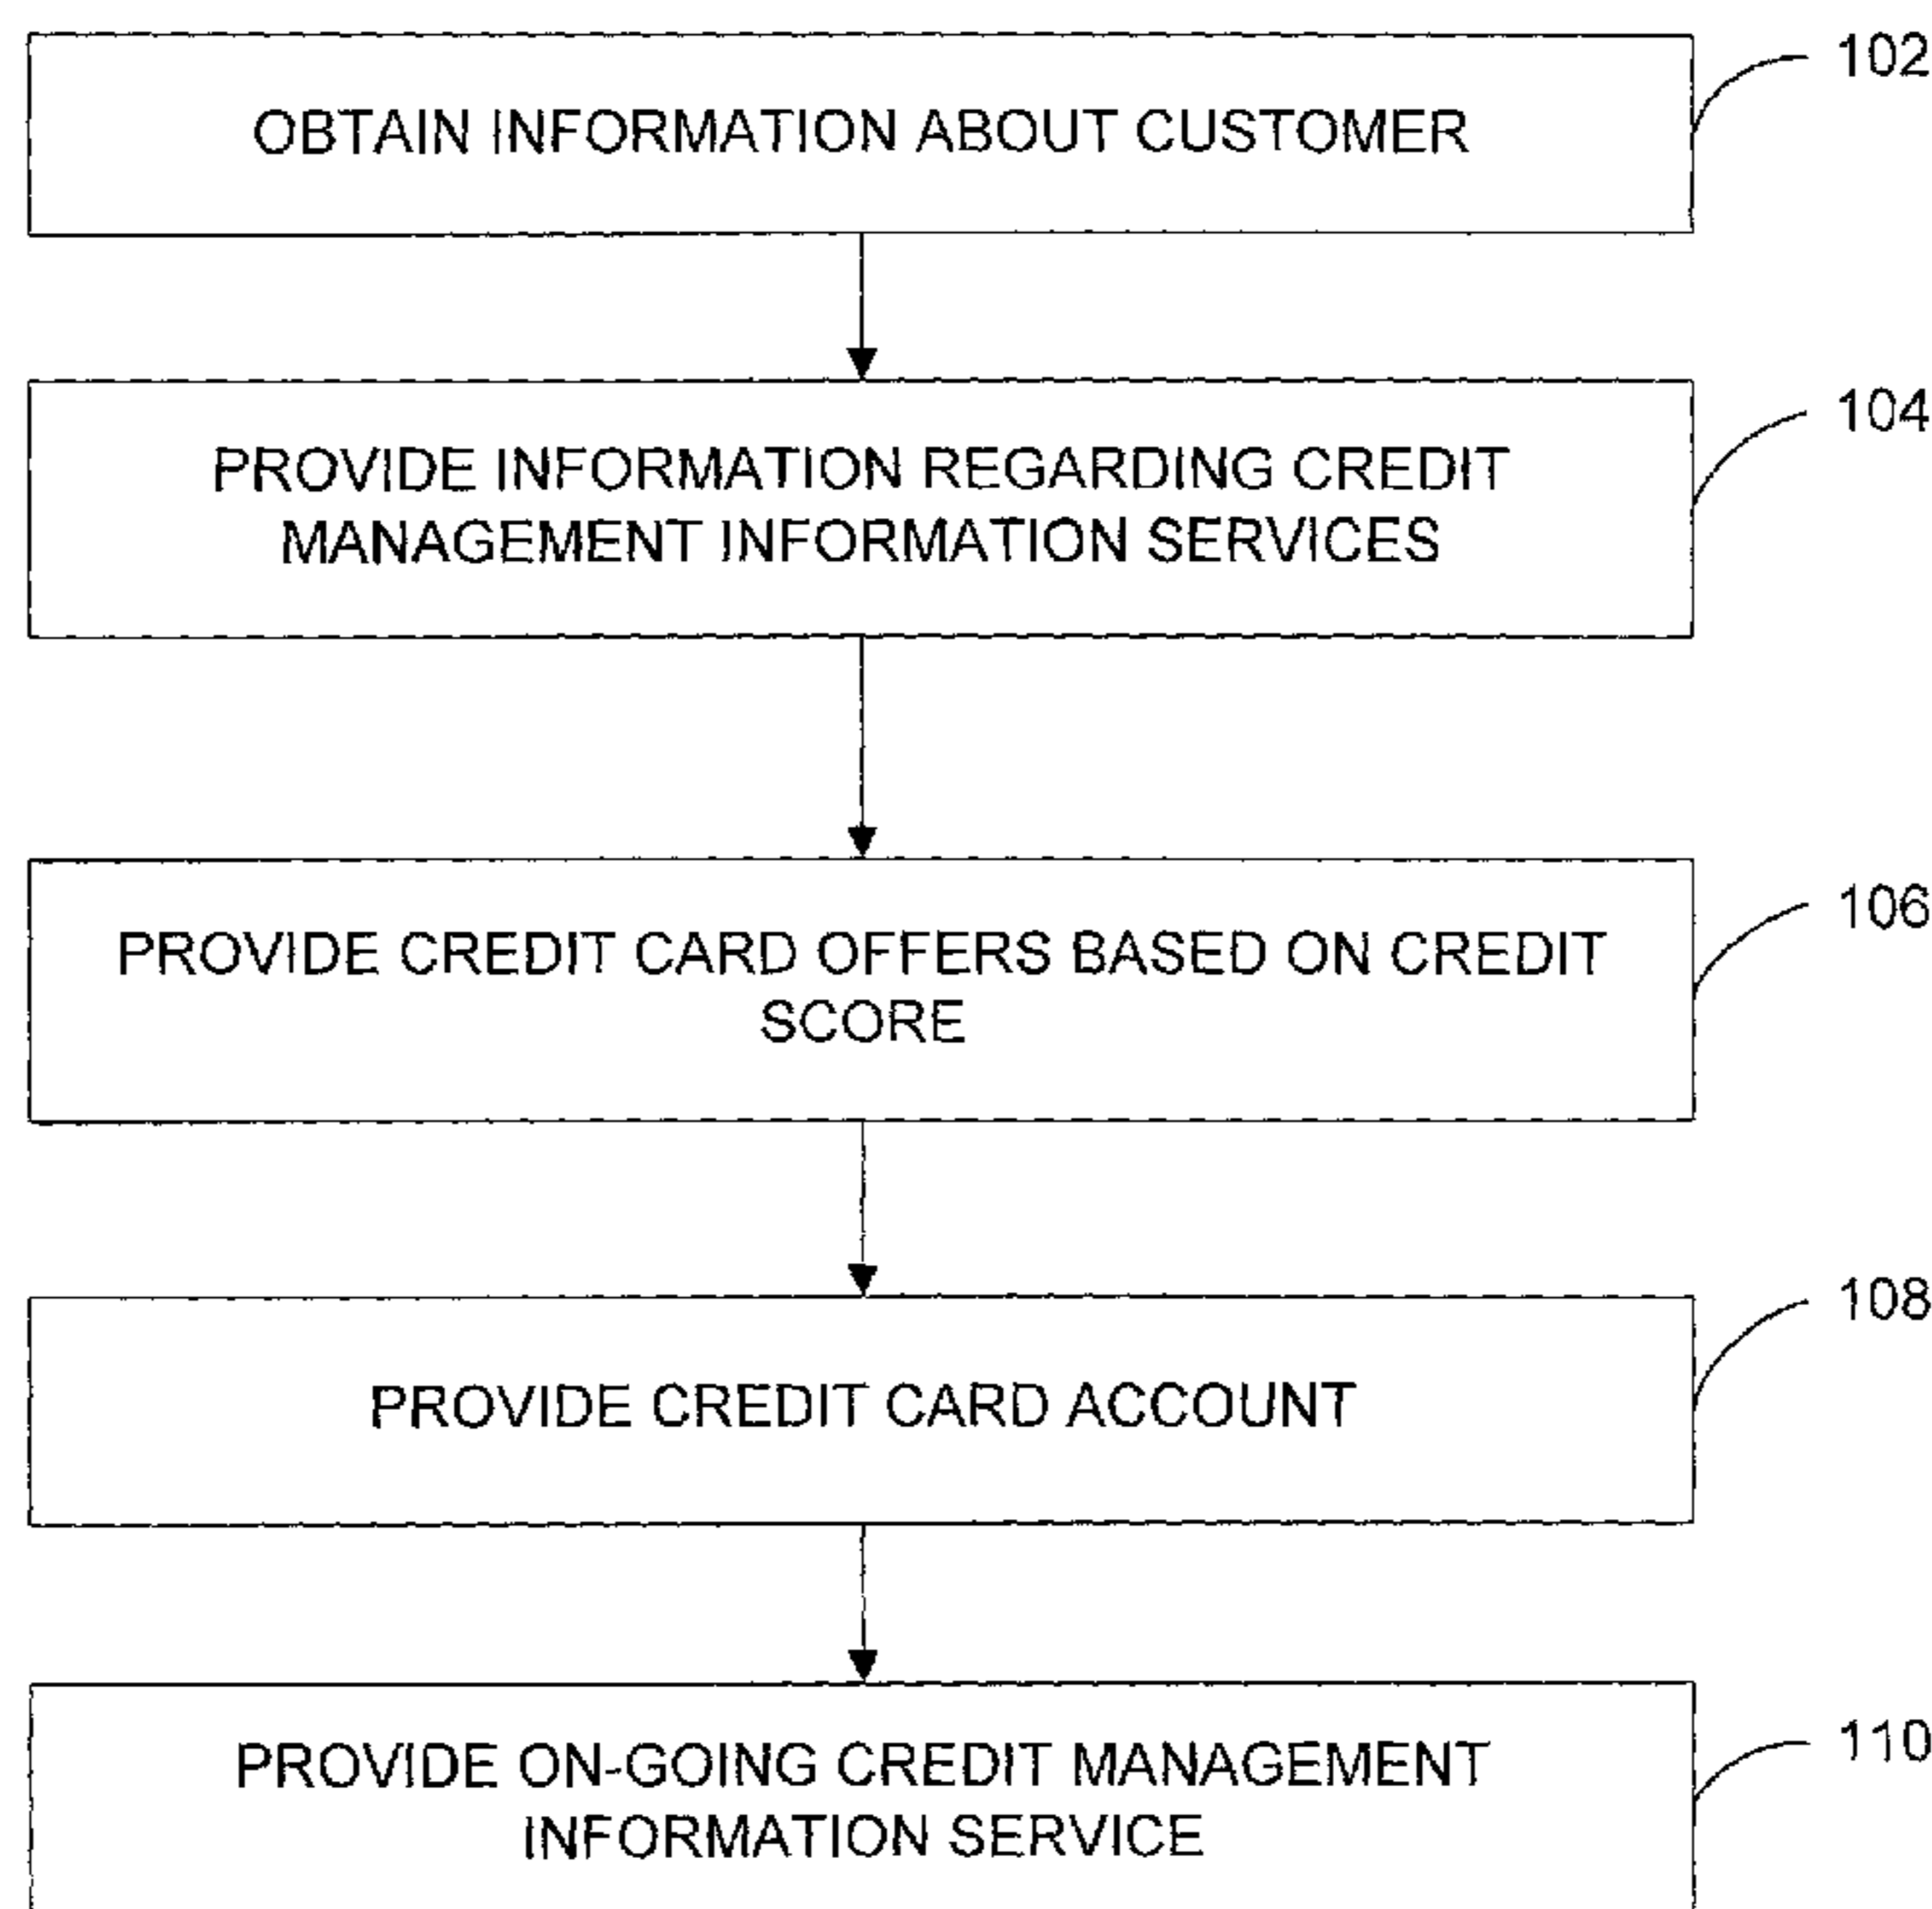 102
OBTAIN INFORMATION ABOUT CUSTOMER
104
PROVIDE INFORMATION REGARDING CREDIT
MANAGEMENT INFORMATION SERVICES
106
PROVIDE CREDIT CARD OFFERS BASED ON CREDIT
SCORE
108
PROVIDE CREDIT CARD ACCOUNT
110
PROVIDE ON-GOING CREDIT MANAGEMENT
INFORMATION SERVICE